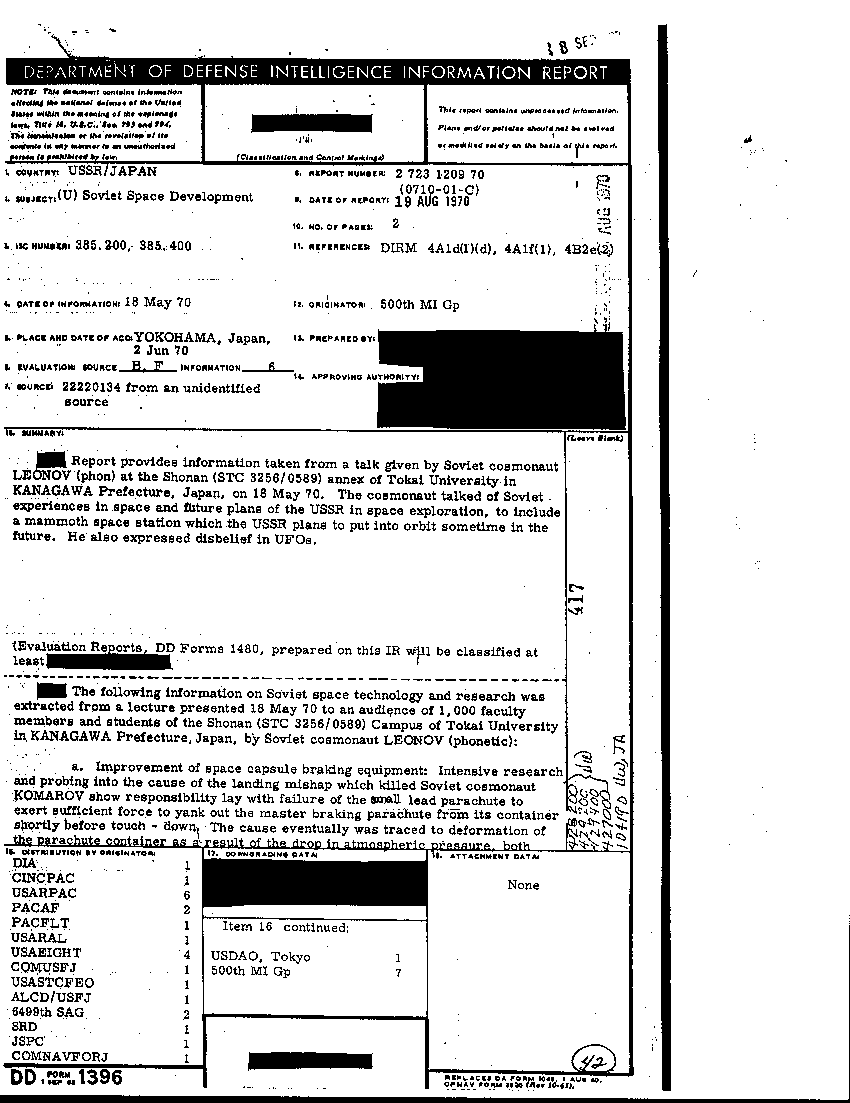 18 SEP
DEPARTMENT OF DEFENSE INTELLIGENCE INFORMATION REPORT
NOTE: This document contains information
affecting the national defense of the United
States within the meaning of the espionage
laws, Title 18, U.S.C., Sec. 793 and 794.
The transmission or the revelation of its
contents in any manner to an unauthorized
person is prohibited by law.
(Classification and Control Markings)
This report contains unprocessed information.
Plans and/or policies should not be evolved
or modified solely on the basis of this report.
1. COUNTRY: USSR/JAPAN
8. REPORT NUMBER: 2 723 1209 70
(0710-01-C)
SUBJECT: (U) Soviet Space Development
9. DATE OF REPORT: 19 AUG 1970
10. NO. OF PAGES: 2
3. ISC NUMBER: 385.200, 385.400
11. REFERENCES: DIRM 4A1d(1)(d), 4A1f(1), 4B2e(2)
4. DATE OF INFORMATION: 18 May 70
12. ORIGINATOR: 500th MI Gp
5. PLACE AND DATE OF ACQ: YOKOHAMA, Japan,
2 Jun 70
13. PREPARED BY:
6. EVALUATION: SOURCE B, F INFORMATION 6
14. APPROVING AUTHORITY:
7. SOURCE: 22220134 from an unidentified
source
AUG 1970
15. SUMMARY:
(Leave Blank)
Report provides information taken from a talk given by Soviet cosmonaut
LEONOV (phon) at the Shonan (STC 3256/0589) annex of Tokai University in
KANAGAWA Prefecture, Japan, on 18 May 70. The cosmonaut talked of Soviet
experiences in space and future plans of the USSR in space exploration, to include
a mammoth space station which the USSR plans to put into orbit sometime in the
future. He also expressed disbelief in UFOs.
417
(Evaluation Reports, DD Forms 1480, prepared on this IR will be classified at
least
The following information on Soviet space technology and research was
extracted from a lecture presented 18 May 70 to an audience of 1,000 faculty
members and students of the Shonan (STC 3256/0589) Campus of Tokai University
in KANAGAWA Prefecture, Japan, by Soviet cosmonaut LEONOV (phonetic):
a. Improvement of space capsule braking equipment: Intensive research
and probing into the cause of the landing mishap which killed Soviet cosmonaut
KOMAROV show responsibility lay with failure of the small lead parachute to
exert sufficient force to yank out the master braking parachute from its container
shortly before touch - down. The cause eventually was traced to deformation of
the parachute container as a result of the drop in atmospheric pressure, both
16. DISTRIBUTION BY ORIGINATOR:
DIA 1
CINCPAC 1
USARPAC 6
PACAF 2
PACFLT 1
USARAL 1
USAEIGHT 4
COMUSFJ 1
USASTCFEO 1
ALCD/USFJ 1
6499th SAG 2
SRD 1
JSPC 1
COMNAVFORJ 1
17. DOWNGRADING DATA:
Item 16 continued:
USDAO, Tokyo 1
500th MI Gp 7
18. ATTACHMENT DATA:
None
42
DD FORM 1396
1 SEP 62
REPLACES DA FORM 1048, 1 AUG 60.
OPNAV FORM 3820 (Rev 10-61).